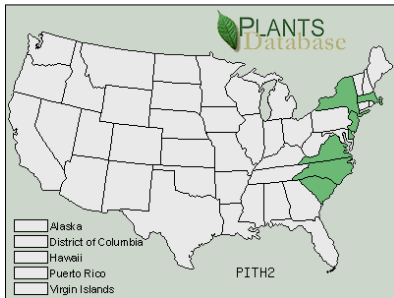 PLANTS
Database
Alaska
District of Columbia
Hawaii
Puerto Rico
Virgin Islands
PITH2